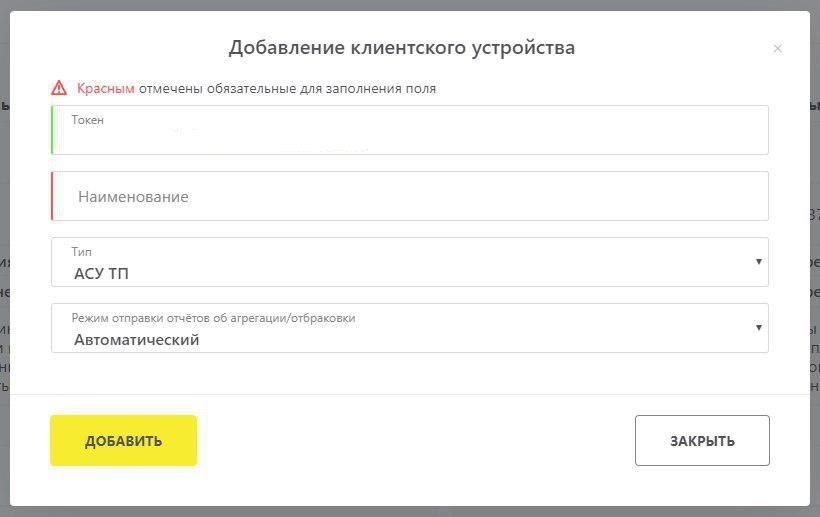 Добавление клиентского устройства
×
Красным отмечены обязательные для заполнения поля
Токен
Наименование
Тип
АСУ ТП
Режим отправки отчётов об агрегации/отбраковки
Автоматический
ДОБАВИТЬ
ЗАКРЫТЬ